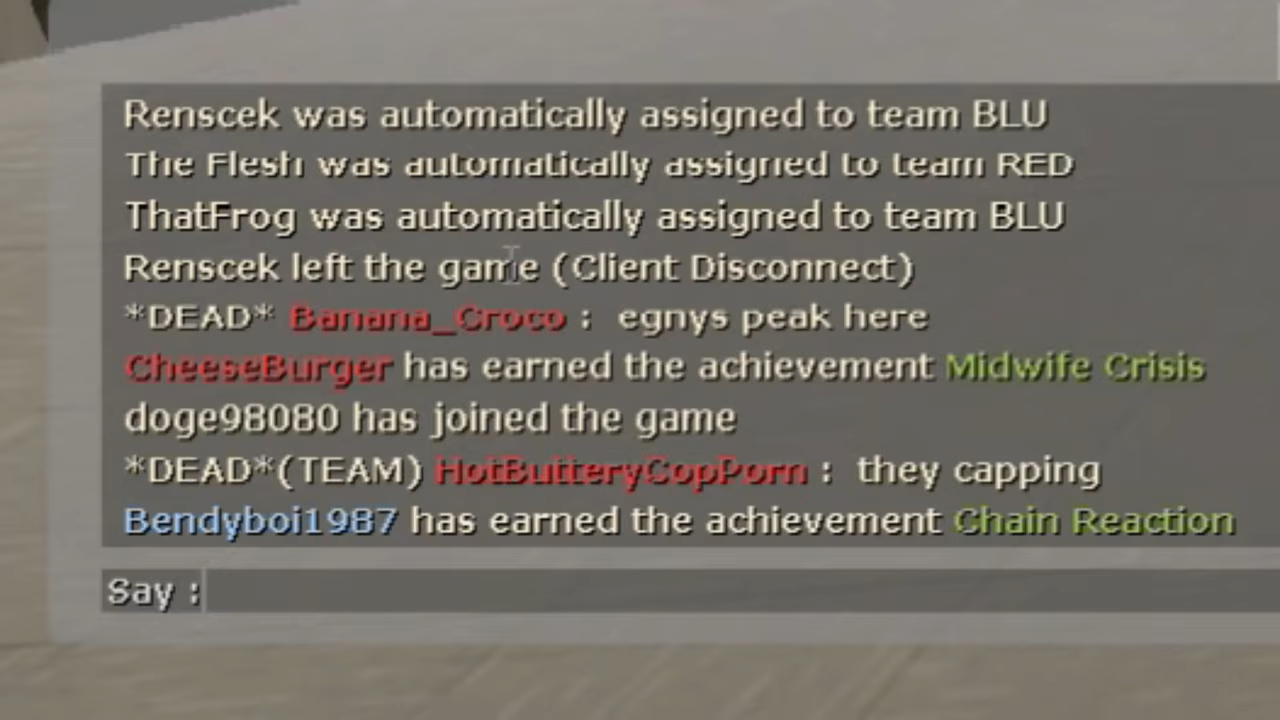 Renscek was automatically assigned to team BLU
The Flesh was automatically assigned to team RED
ThatFrog was automatically assigned to team BLU
Renscek left the game (Client Disconnect)
*DEAD* Banana_Croco :  egnys peak here
CheeseBurger has earned the achievement Midwife Crisis
doge98080 has joined the game
*DEAD*(TEAM) HotButteryCopPorn :  they capping
Bendyboi1987 has earned the achievement Chain Reaction
Say :